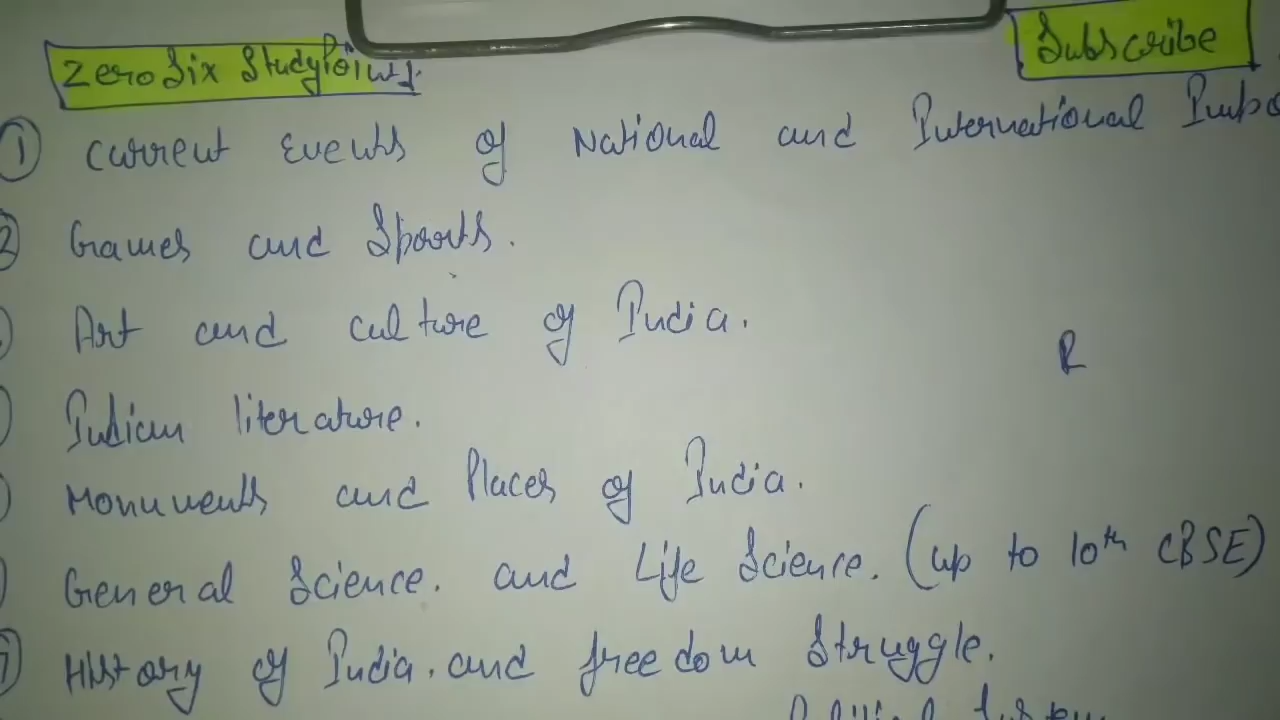 Zero Six StudyPoint
Subscribe
① Current Events of National and International
② Games and Sports.
Art and culture of India.
R
Indian literature.
Monuments and Places of India.
General Science. and Life Science. (up to 10th CBSE)
History of India. and freedom Struggle.